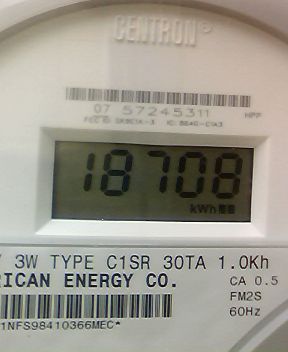 CENTRON®
07 57245311
18708
kWh
3W TYPE C1SR 30TA 1.0Kh
RICAN ENERGY CO.
CA 0.5
FM2S
60Hz
1NFS98410366MEC*